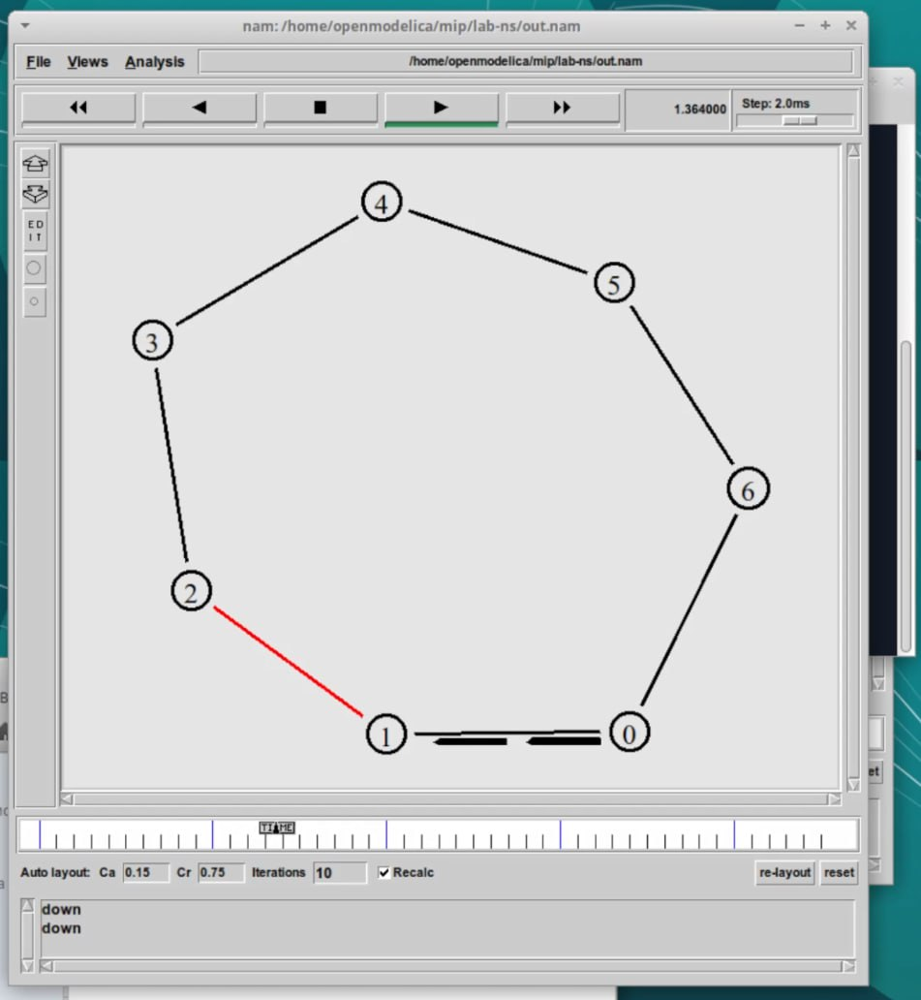 nam: /home/openmodelica/mip/lab-ns/out.nam
File Views Analysis /home/openmodelica/mip/lab-ns/out.nam
1.364000 Step: 2.0ms
ED
IT
4
5
3
6
2
1 0
TIME
Auto layout: Ca 0.15 Cr 0.75 Iterations 10 Recalc re-layout reset
down
down